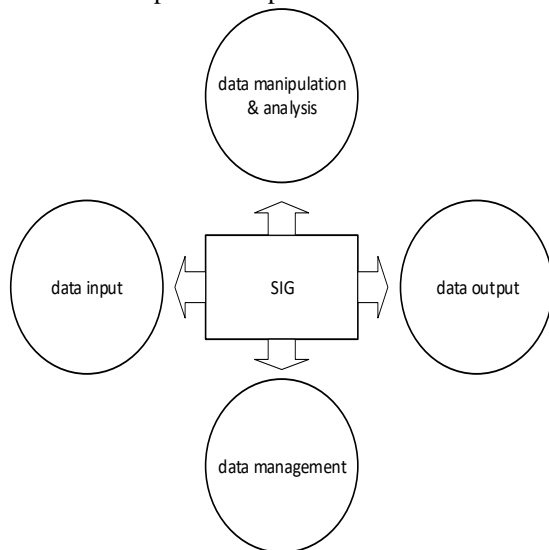 data manipulation
& analysis
data input
SIG
data output
data management